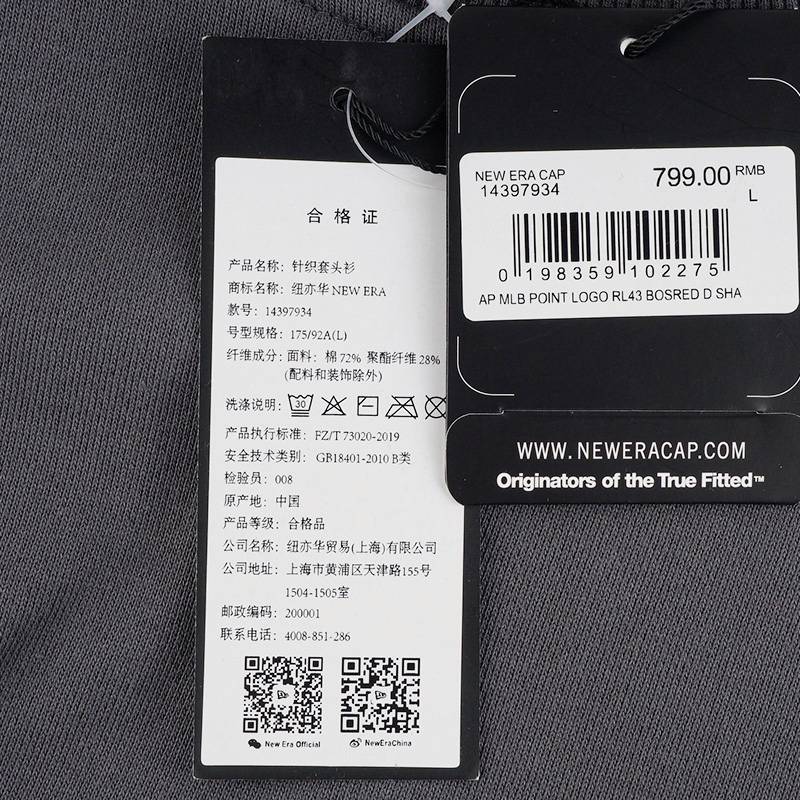 合格证
产品名称：针织套头衫
商标名称：纽亦华NEW ERA
款号：14397934
号型规格：175/92A(L)
纤维成分：面料：棉72% 聚酯纤维28%
(配料和装饰除外)
洗涤说明： 30
产品执行标准：FZ/T 73020-2019
安全技术类别：GB18401-2010 B类
检验员：008
原产地：中国
产品等级：合格品
公司名称：纽亦华贸易(上海)有限公司
公司地址：上海市黄浦区天津路155号
1504-1505室
邮政编码：200001
联系电话：4008-851-286
New Era Official
NewEraChina
NEW ERA CAP 799.00 RMB
14397934 L
0 198359 102275
AP MLB POINT LOGO RL43 BOSRED D SHA
WWW.NEWERACAP.COM
Originators of the True Fitted™